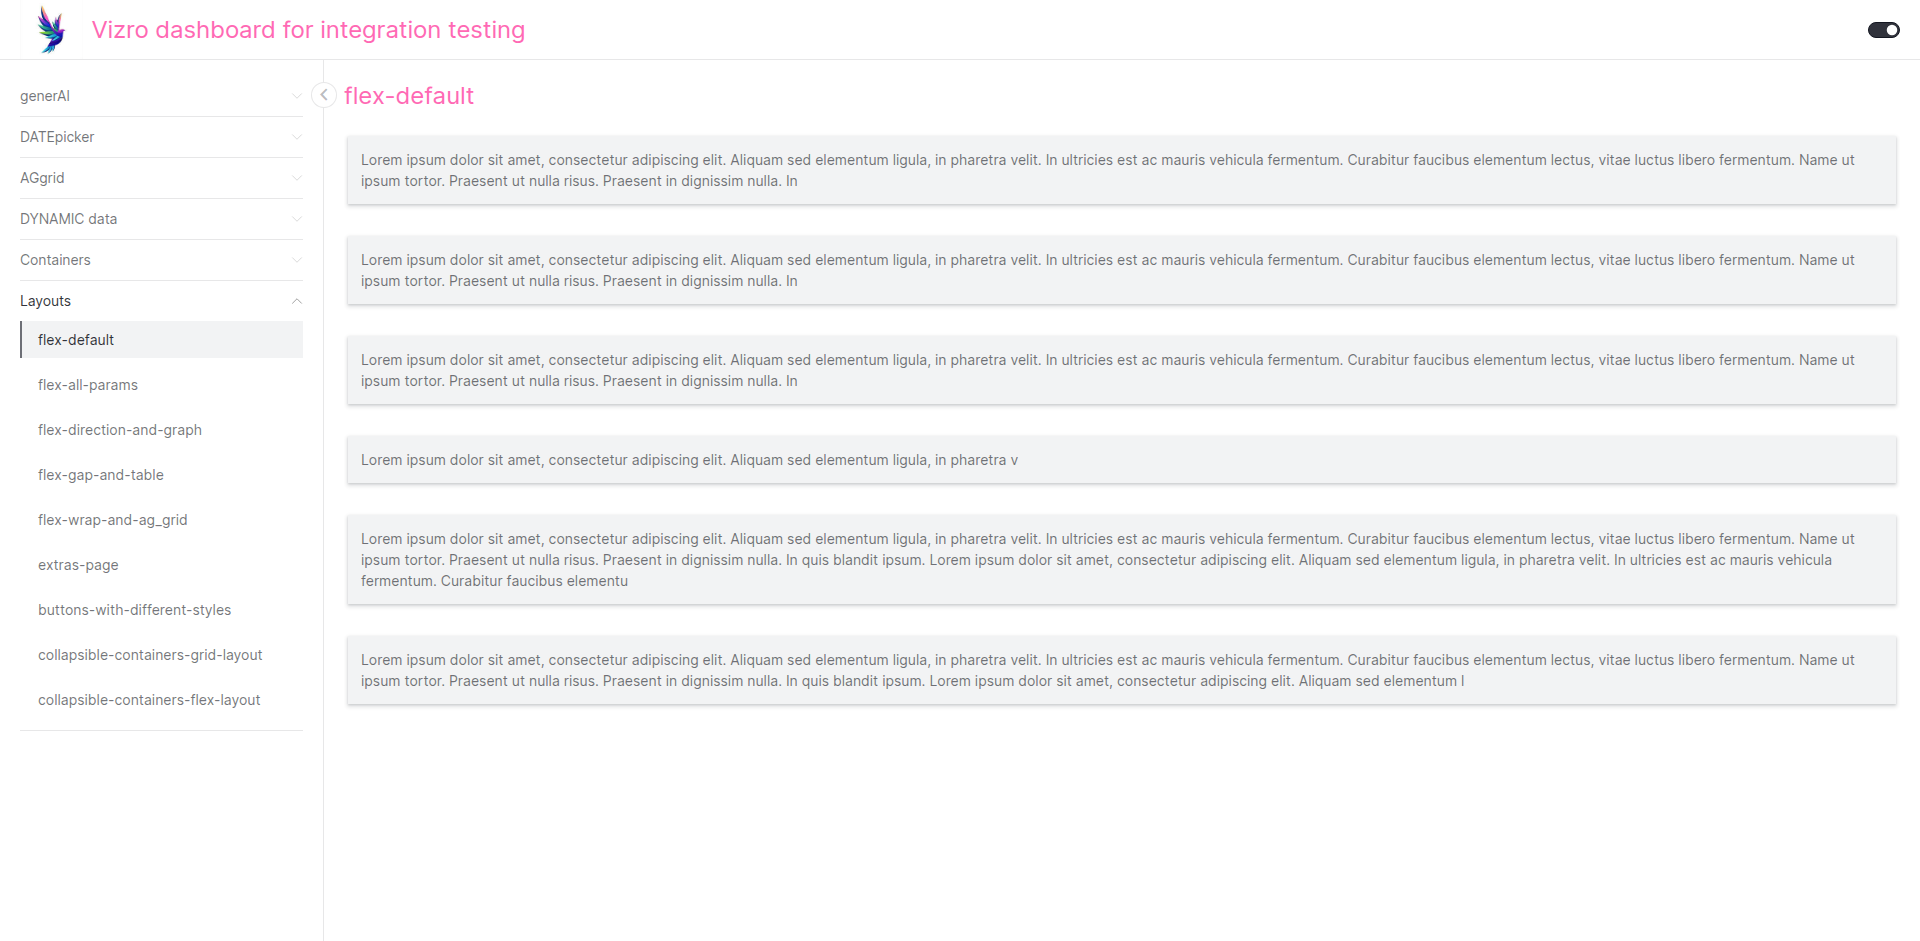 Vizro dashboard for integration testing
generAI
DATEpicker
AGgrid
DYNAMIC data
Containers
Layouts
flex-default
flex-all-params
flex-direction-and-graph
flex-gap-and-table
flex-wrap-and-ag_grid
extras-page
buttons-with-different-styles
collapsible-containers-grid-layout
collapsible-containers-flex-layout
flex-default
Lorem ipsum dolor sit amet, consectetur adipiscing elit. Aliquam sed elementum ligula, in pharetra velit. In ultricies est ac mauris vehicula fermentum. Curabitur faucibus elementum lectus, vitae luctus libero fermentum. Name ut
ipsum tortor. Praesent ut nulla risus. Praesent in dignissim nulla. In
Lorem ipsum dolor sit amet, consectetur adipiscing elit. Aliquam sed elementum ligula, in pharetra velit. In ultricies est ac mauris vehicula fermentum. Curabitur faucibus elementum lectus, vitae luctus libero fermentum. Name ut
ipsum tortor. Praesent ut nulla risus. Praesent in dignissim nulla. In
Lorem ipsum dolor sit amet, consectetur adipiscing elit. Aliquam sed elementum ligula, in pharetra velit. In ultricies est ac mauris vehicula fermentum. Curabitur faucibus elementum lectus, vitae luctus libero fermentum. Name ut
ipsum tortor. Praesent ut nulla risus. Praesent in dignissim nulla. In
Lorem ipsum dolor sit amet, consectetur adipiscing elit. Aliquam sed elementum ligula, in pharetra v
Lorem ipsum dolor sit amet, consectetur adipiscing elit. Aliquam sed elementum ligula, in pharetra velit. In ultricies est ac mauris vehicula fermentum. Curabitur faucibus elementum lectus, vitae luctus libero fermentum. Name ut
ipsum tortor. Praesent ut nulla risus. Praesent in dignissim nulla. In quis blandit ipsum. Lorem ipsum dolor sit amet, consectetur adipiscing elit. Aliquam sed elementum ligula, in pharetra velit. In ultricies est ac mauris vehicula
fermentum. Curabitur faucibus elementu
Lorem ipsum dolor sit amet, consectetur adipiscing elit. Aliquam sed elementum ligula, in pharetra velit. In ultricies est ac mauris vehicula fermentum. Curabitur faucibus elementum lectus, vitae luctus libero fermentum. Name ut
ipsum tortor. Praesent ut nulla risus. Praesent in dignissim nulla. In quis blandit ipsum. Lorem ipsum dolor sit amet, consectetur adipiscing elit. Aliquam sed elementum l